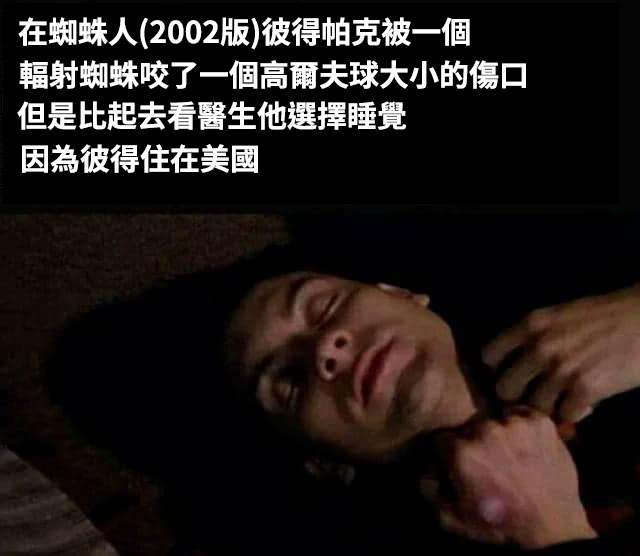 在蜘蛛人(2002版)彼得帕克被一個
輻射蜘蛛咬了一個高爾夫球大小的傷口
但是比起去看醫生他選擇睡覺
因為彼得住在美國